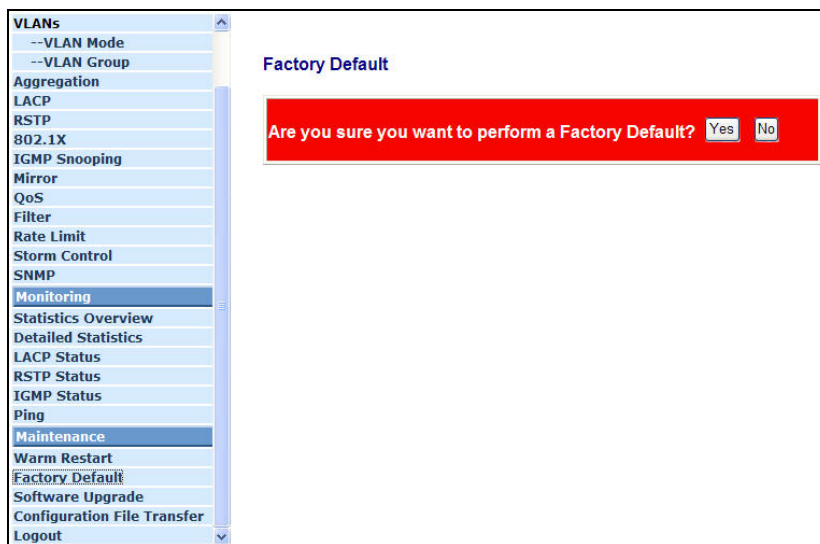 VLANs
--VLAN Mode
--VLAN Group
Aggregation
LACP
RSTP
802.1X
IGMP Snooping
Mirror
QoS
Filter
Rate Limit
Storm Control
SNMP
Monitoring
Statistics Overview
Detailed Statistics
LACP Status
RSTP Status
IGMP Status
Ping
Maintenance
Warm Restart
Factory Default
Software Upgrade
Configuration File Transfer
Logout
Factory Default
Are you sure you want to perform a Factory Default? Yes No